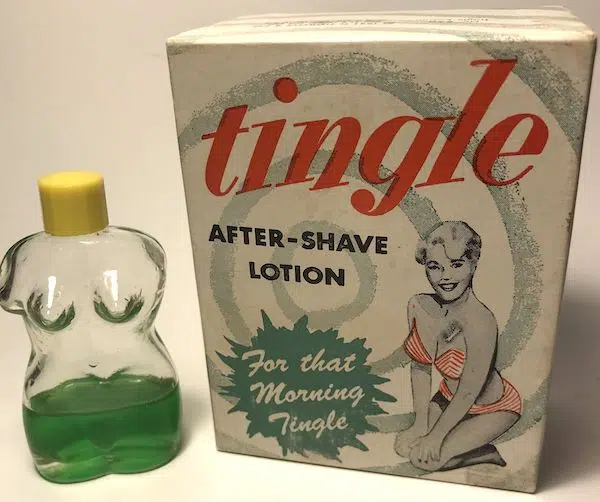 tingle
AFTER-SHAVE
LOTION
For that
Morning
Tingle